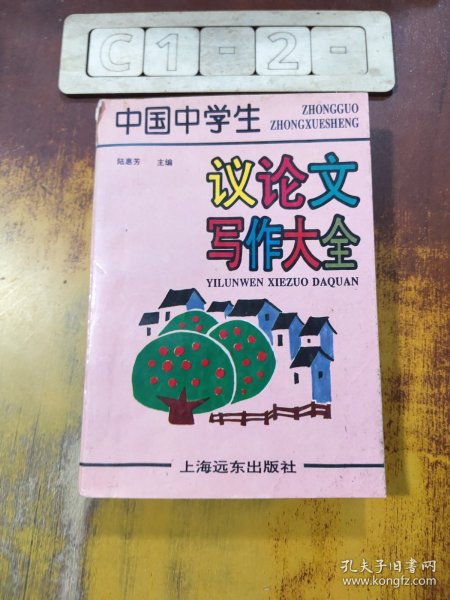 C1-2-
中国中学生
ZHONGGUO
ZHONGXUESHENG
陆惠芳 主编
议论文
写作大全
YILUNWEN XIEZUO DAQUAN
上海远东出版社
孔夫子旧书网
www.kongfz.com